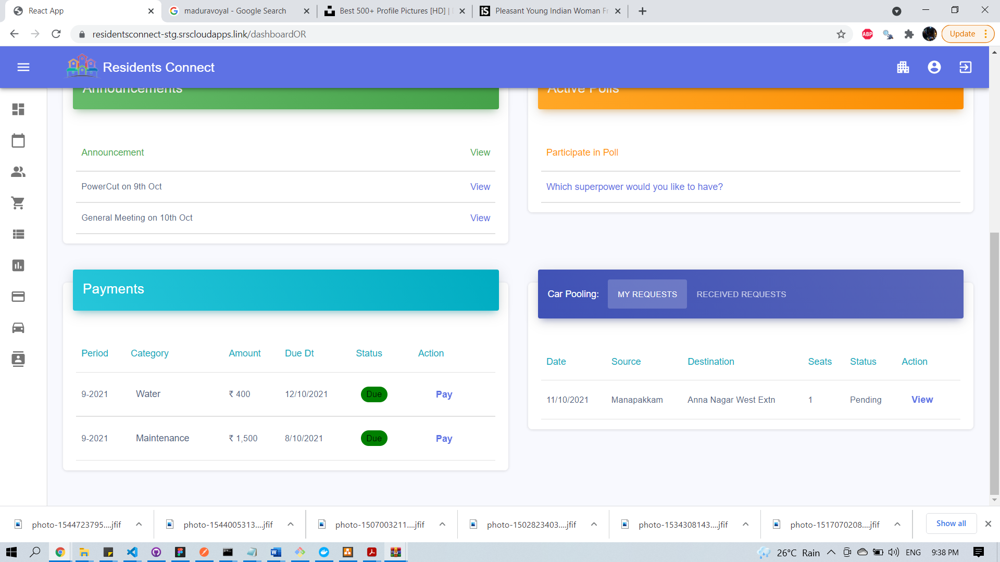 React App
maduravoyal - Google Search
Best 500+ Profile Pictures [HD] |
Pleasant Young Indian Woman Fr
residentsconnect-stg.srscloudapps.link/dashboardOR
ABP
Update
Residents Connect
Announcements
Active Polls
Announcement View
Participate in Poll
PowerCut on 9th Oct View
Which superpower would you like to have?
General Meeting on 10th Oct View
Payments
Car Pooling: MY REQUESTS RECEIVED REQUESTS
Period Category Amount Due Dt Status Action
Date Source Destination Seats Status Action
9-2021 Water ₹ 400 12/10/2021 Due Pay
11/10/2021 Manapakkam Anna Nagar West Extn 1 Pending View
9-2021 Maintenance ₹ 1,500 8/10/2021 Due Pay
photo-1544723795....jfif
photo-1544005313....jfif
photo-1507003211....jfif
photo-1502823403....jfif
photo-1534308143....jfif
photo-1517070208....jfif
Show all
26°C Rain
ENG
9:38 PM